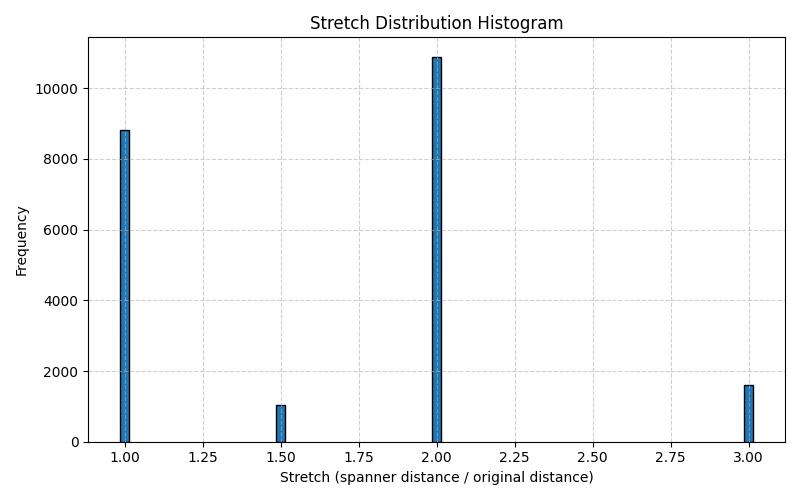 Stretch Distribution Histogram
Frequency
10000
8000
6000
4000
2000
0
1.00 1.25 1.50 1.75 2.00 2.25 2.50 2.75 3.00
Stretch (spanner distance / original distance)